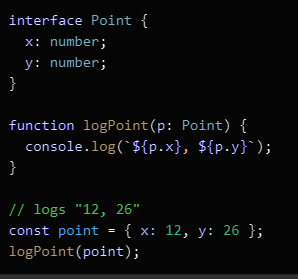 interface Point {
  x: number;
  y: number;
}

function logPoint(p: Point) {
  console.log(`${p.x}, ${p.y}`);
}

// logs "12, 26"
const point = { x: 12, y: 26 };
logPoint(point);